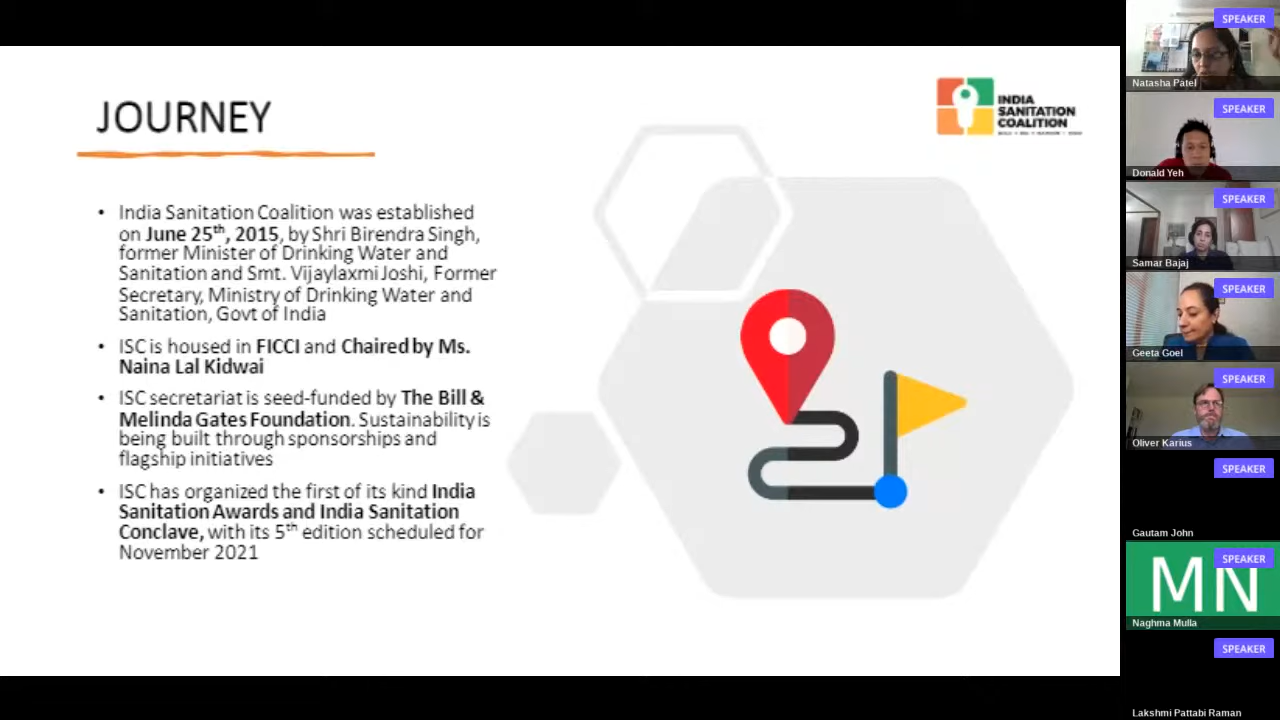 JOURNEY
INDIA
SANITATION
COALITION
• India Sanitation Coalition was established
on June 25th, 2015, by Shri Birendra Singh,
former Minister of Drinking Water and
Sanitation and Smt. Vijaylaxmi Joshi, Former
Secretary, Ministry of Drinking Water and
Sanitation, Govt of India
• ISC is housed in FICCI and Chaired by Ms.
Naina Lal Kidwai
• ISC secretariat is seed-funded by The Bill &
Melinda Gates Foundation. Sustainability is
being built through sponsorships and
flagship initiatives
• ISC has organized the first of its kind India
Sanitation Awards and India Sanitation
Conclave, with its 5th edition scheduled for
November 2021
SPEAKER
Natasha Patel
SPEAKER
Donald Yeh
SPEAKER
Samar Bajaj
SPEAKER
Geeta Goel
SPEAKER
Oliver Karius
SPEAKER
Gautam John
SPEAKER
MN
Naghma Mulla
SPEAKER
Lakshmi Pattabi Raman